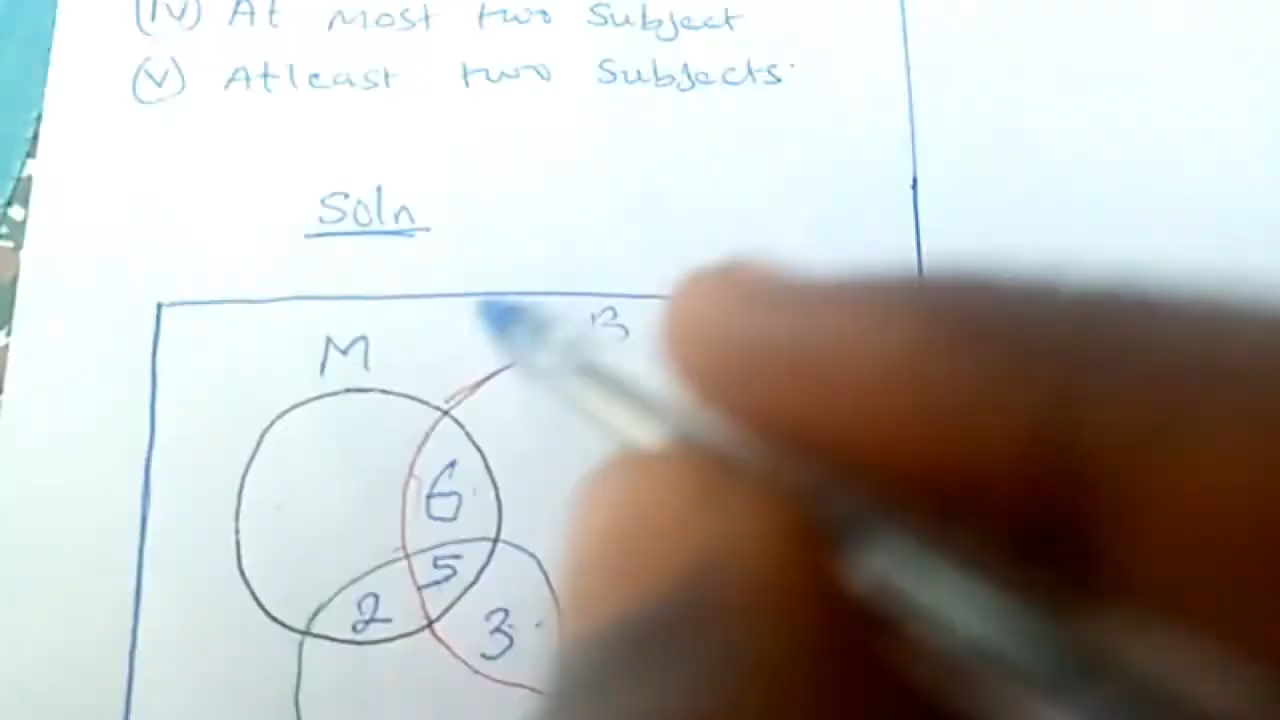 (iv) At most two Subject
(v) Atleast two Subjects.
Soln
M B
6
5
2 3